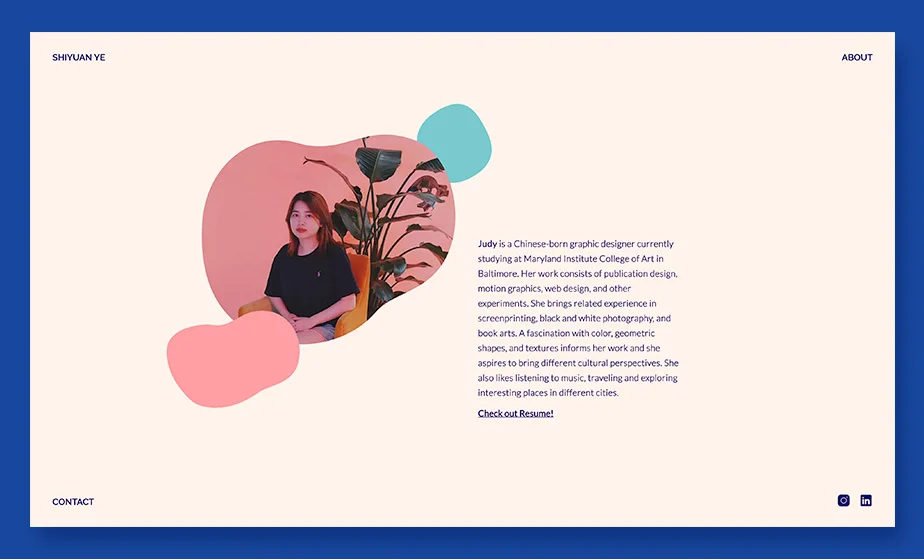 SHIYUAN YE
ABOUT
Judy is a Chinese-born graphic designer currently
studying at Maryland Institute College of Art in
Baltimore. Her work consists of publication design,
motion graphics, web design, and other
experiments. She brings related experience in
screenprinting, black and white photography, and
book arts. A fascination with color, geometric
shapes, and textures informs her work and she
aspires to bring different cultural perspectives. She
also likes listening to music, traveling and exploring
interesting places in different cities.
Check out Resume!
CONTACT
in